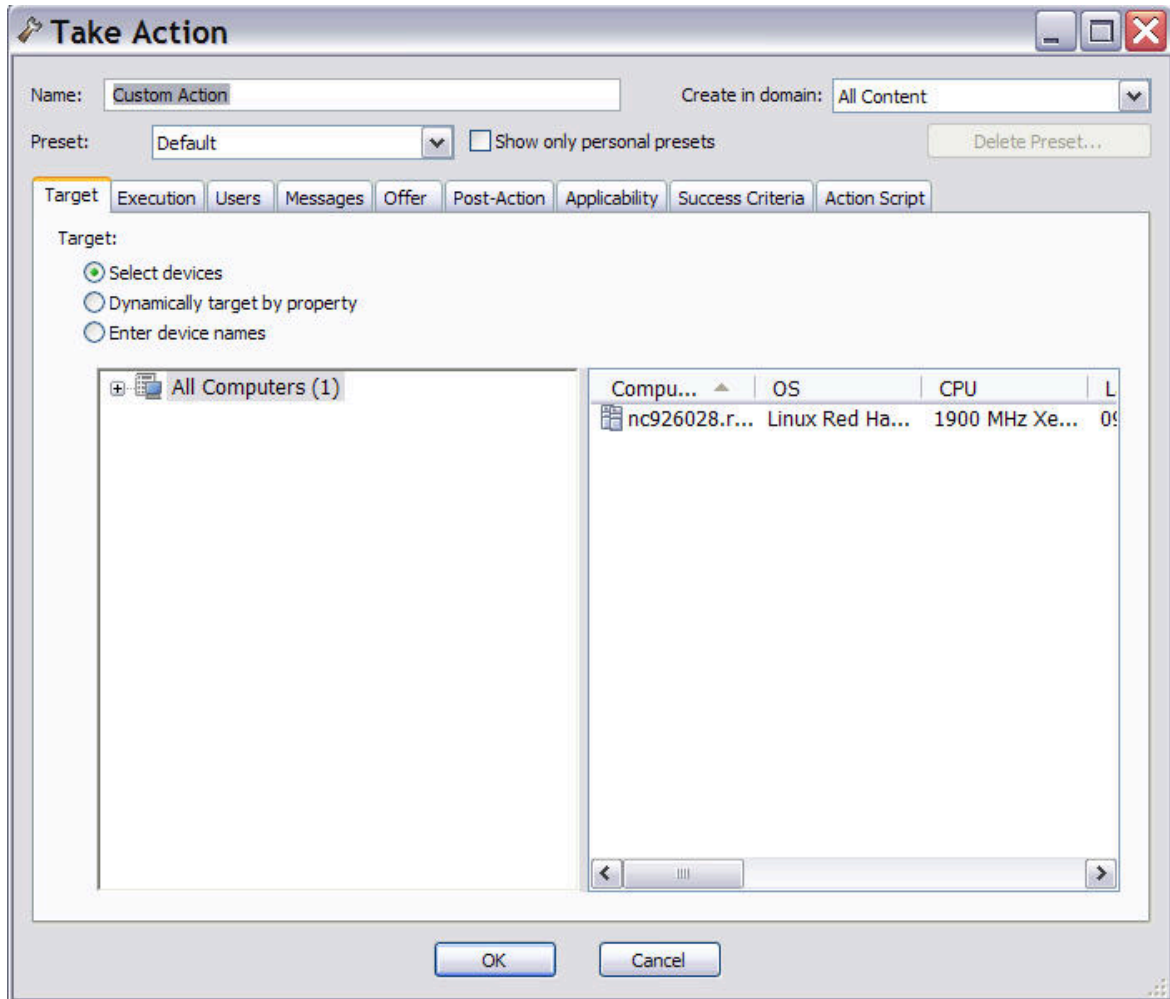 Take Action
Name: Custom Action Create in domain: All Content
Preset: Default Show only personal presets Delete Preset...
Target Execution Users Messages Offer Post-Action Applicability Success Criteria Action Script
Target:
Select devices
Dynamically target by property
Enter device names
All Computers (1)
Compu... OS CPU L
nc926028.r... Linux Red Ha... 1900 MHz Xe... 09
OK Cancel